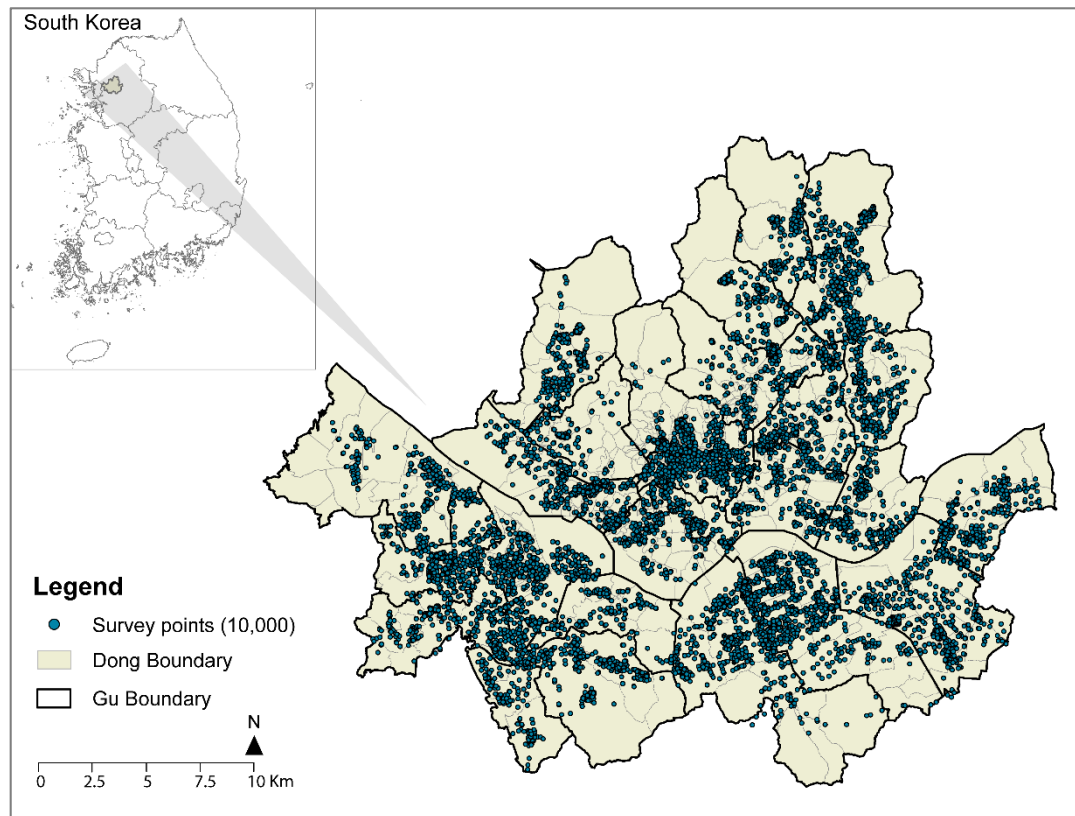 South Korea
Legend
Survey points (10,000)
Dong Boundary
Gu Boundary
N
0 2.5 5 7.5 10 Km